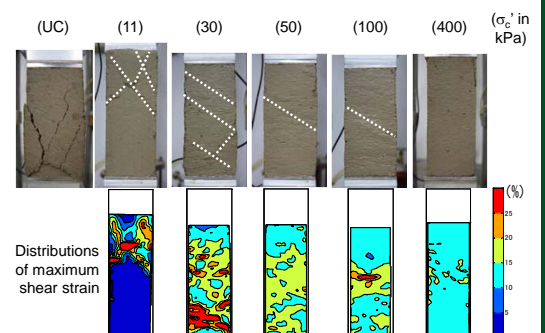 (UC) (11) (30) (50) (100) (400) (σc' in
kPa)
Distributions
of maximum
shear strain
(%)
25
20
15
10
5